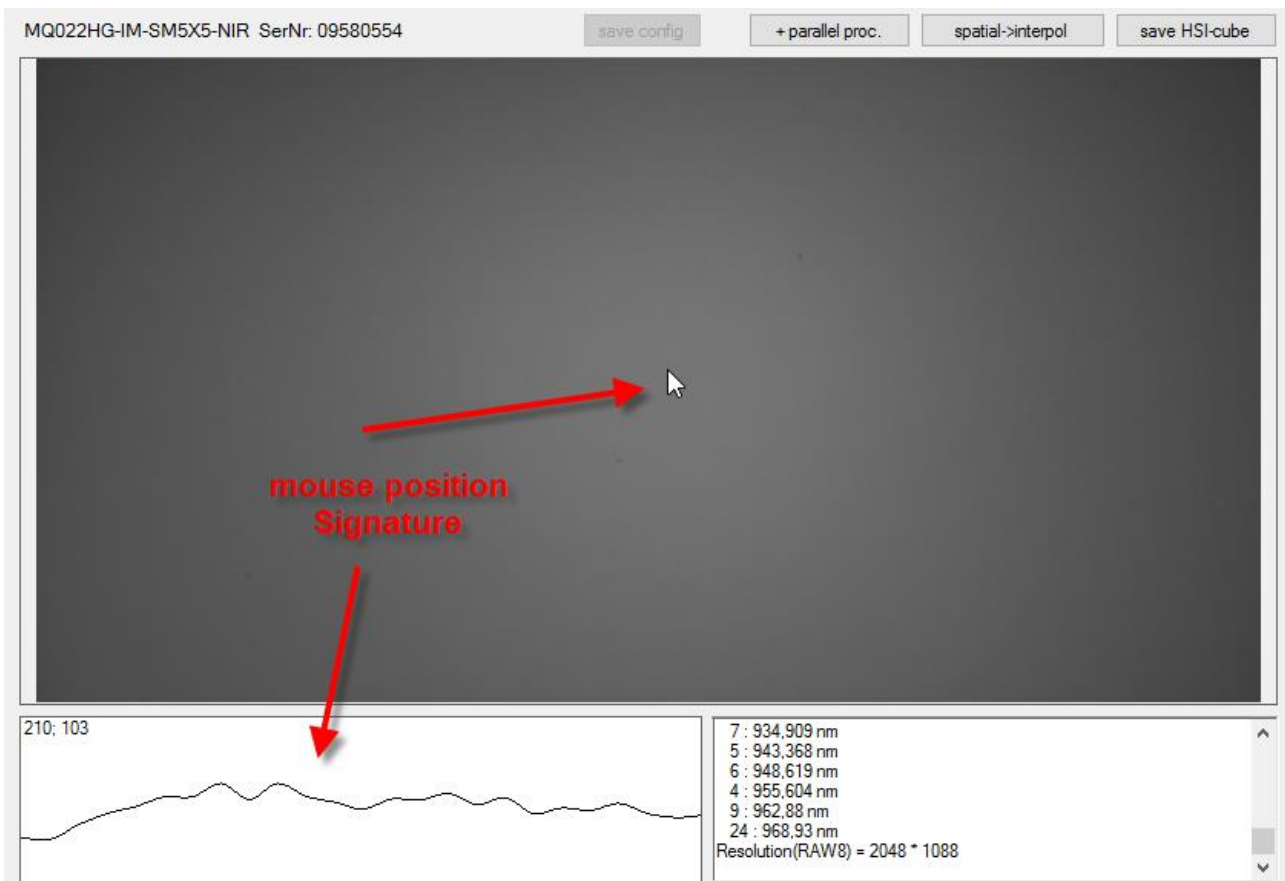 MQ022HG-IM-SM5X5-NIR SerNr: 09580554
save config
+ parallel proc.
spatial->interpol
save HSI-cube
mouse position
Signature
210; 103
7 : 934,909 nm
5 : 943,368 nm
6 : 948,619 nm
4 : 955,604 nm
9 : 962,88 nm
24 : 968,93 nm
Resolution(RAW8) = 2048 * 1088